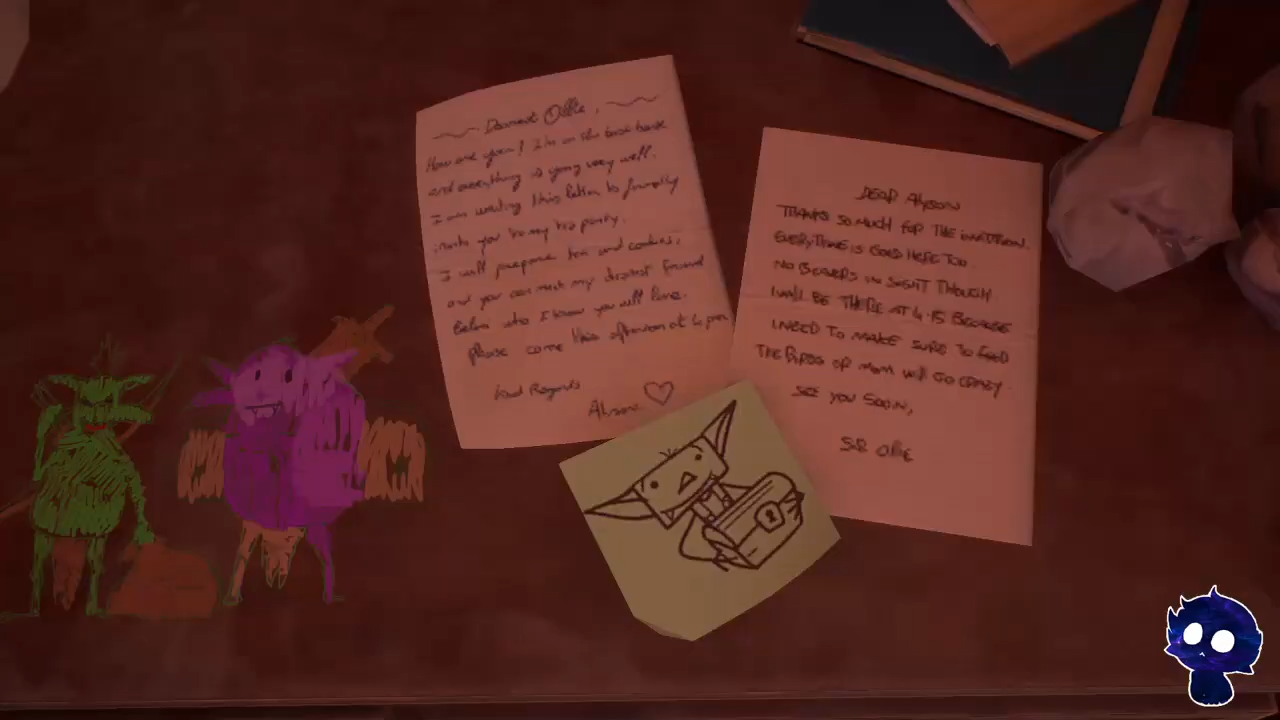 Dearest Ollie,
How are you? I'm on the book
and everything is going very well.
I am writing this letter to formally
invite you to my tea party.
I will prepare tea and cookies,
and you can meet my dearest friend
who I know you will love.
please come this afternoon at 4 pm
Kind Regards
Alyson
DEAR Alyson
THANKS SO MUCH FOR THE INVITATION.
EVERYTHING IS GOOD HERE TOO.
NO BEAVERS IN SIGHT THOUGH.
I WILL BE THERE AT 4.15 BECAUSE
I NEED TO MAKE SURE TO FEED
THE BIRDS OR MOM WILL GO CRAZY.
SEE YOU SOON,
SIR OLLIE